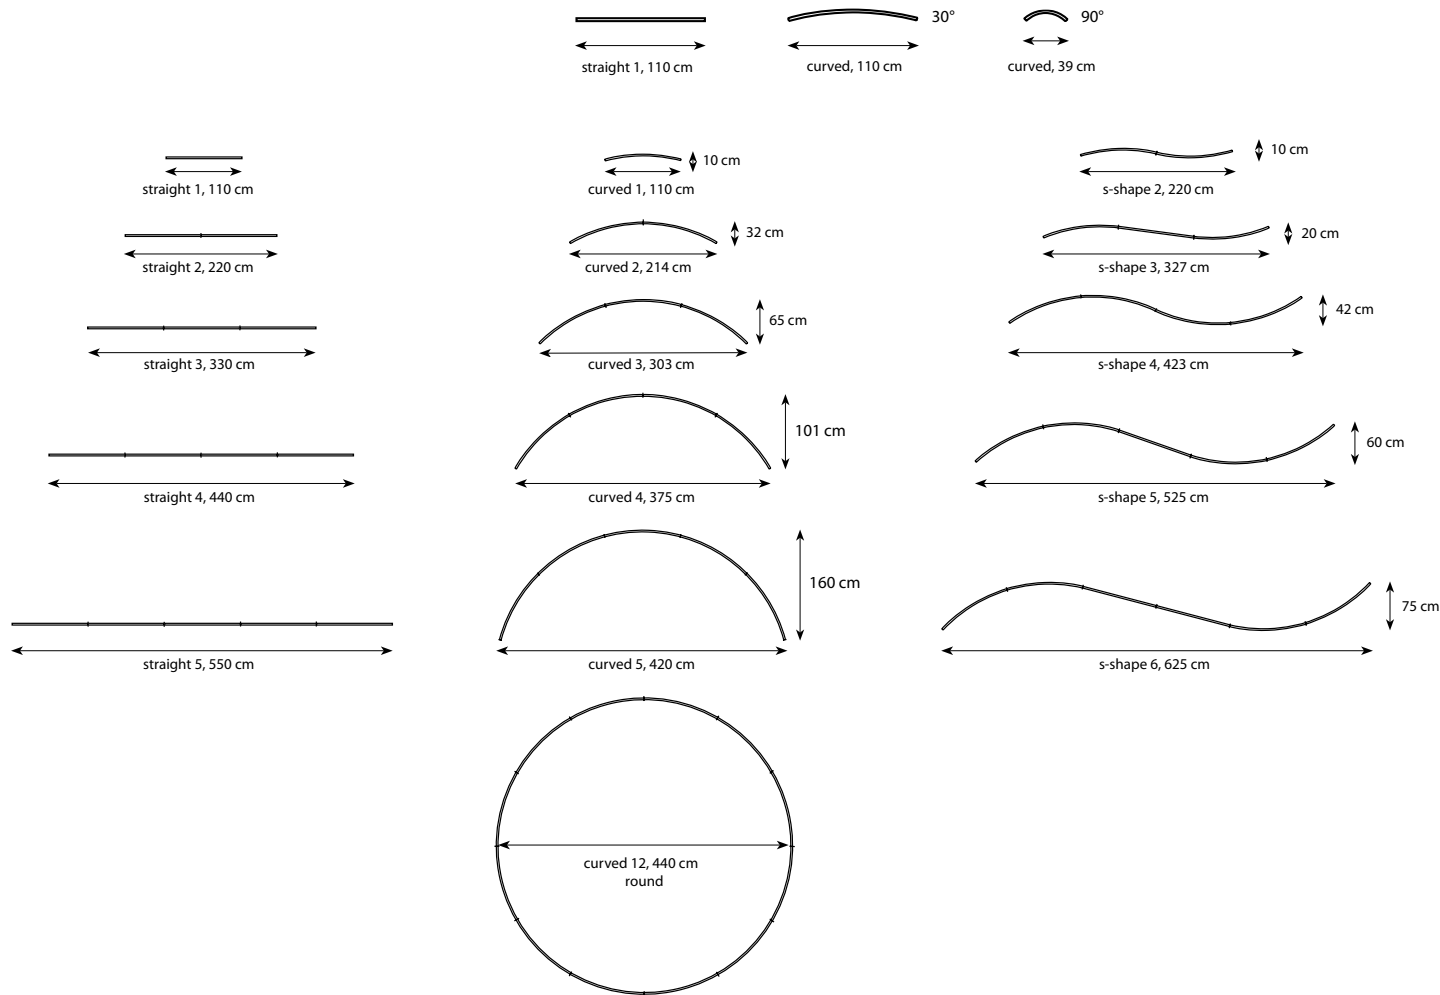 30°
90°
straight 1, 110 cm
curved, 110 cm
curved, 39 cm
10 cm
10 cm
straight 1, 110 cm
curved 1, 110 cm
s-shape 2, 220 cm
32 cm
20 cm
straight 2, 220 cm
curved 2, 214 cm
s-shape 3, 327 cm
65 cm
42 cm
straight 3, 330 cm
curved 3, 303 cm
s-shape 4, 423 cm
101 cm
60 cm
straight 4, 440 cm
curved 4, 375 cm
s-shape 5, 525 cm
160 cm
75 cm
straight 5, 550 cm
curved 5, 420 cm
s-shape 6, 625 cm
curved 12, 440 cm
round